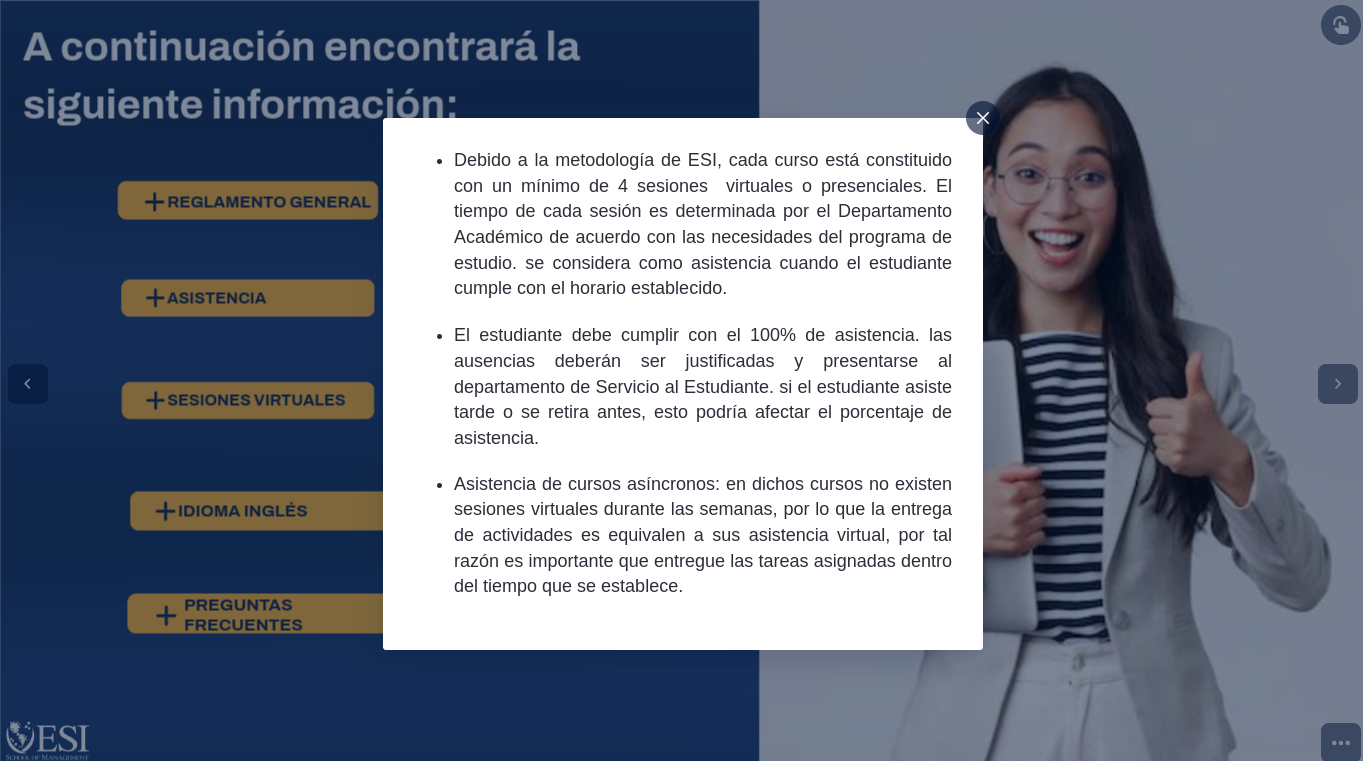 A continuación encontrará la
siguiente información:
REGLAMENTO GENERAL
ASISTENCIA
SESIONES VIRTUALES
IDIOMA INGLÉS
PREGUNTAS
FRECUENTES
Debido a la metodología de ESI, cada curso está constituido
con un mínimo de 4 sesiones virtuales o presenciales. El
tiempo de cada sesión es determinada por el Departamento
Académico de acuerdo con las necesidades del programa de
estudio. se considera como asistencia cuando el estudiante
cumple con el horario establecido.
El estudiante debe cumplir con el 100% de asistencia. las
ausencias deberán ser justificadas y presentarse al
departamento de Servicio al Estudiante. si el estudiante asiste
tarde o se retira antes, esto podría afectar el porcentaje de
asistencia.
Asistencia de cursos asíncronos: en dichos cursos no existen
sesiones virtuales durante las semanas, por lo que la entrega
de actividades es equivalen a sus asistencia virtual, por tal
razón es importante que entregue las tareas asignadas dentro
del tiempo que se establece.
ESI
SCHOOL OF MANAGEMENT